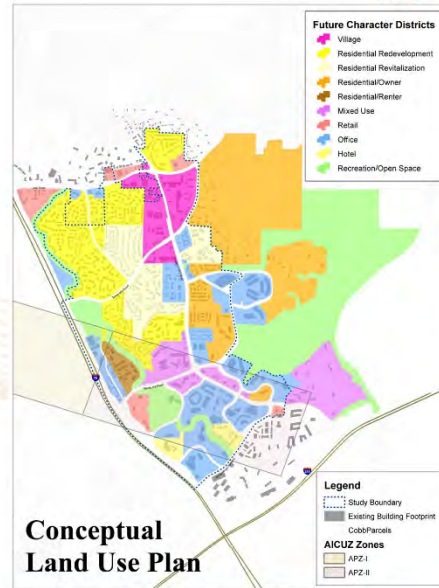 Future Character Districts
Village
Residential Redevelopment
Residential Revitalization
Residential/Owner
Residential/Renter
Mixed Use
Retail
Office
Hotel
Recreation/Open Space
Legend
Study Boundary
Existing Building Footprint
CobbParcels
AICUZ Zones
APZ-I
APZ-II
Conceptual
Land Use Plan